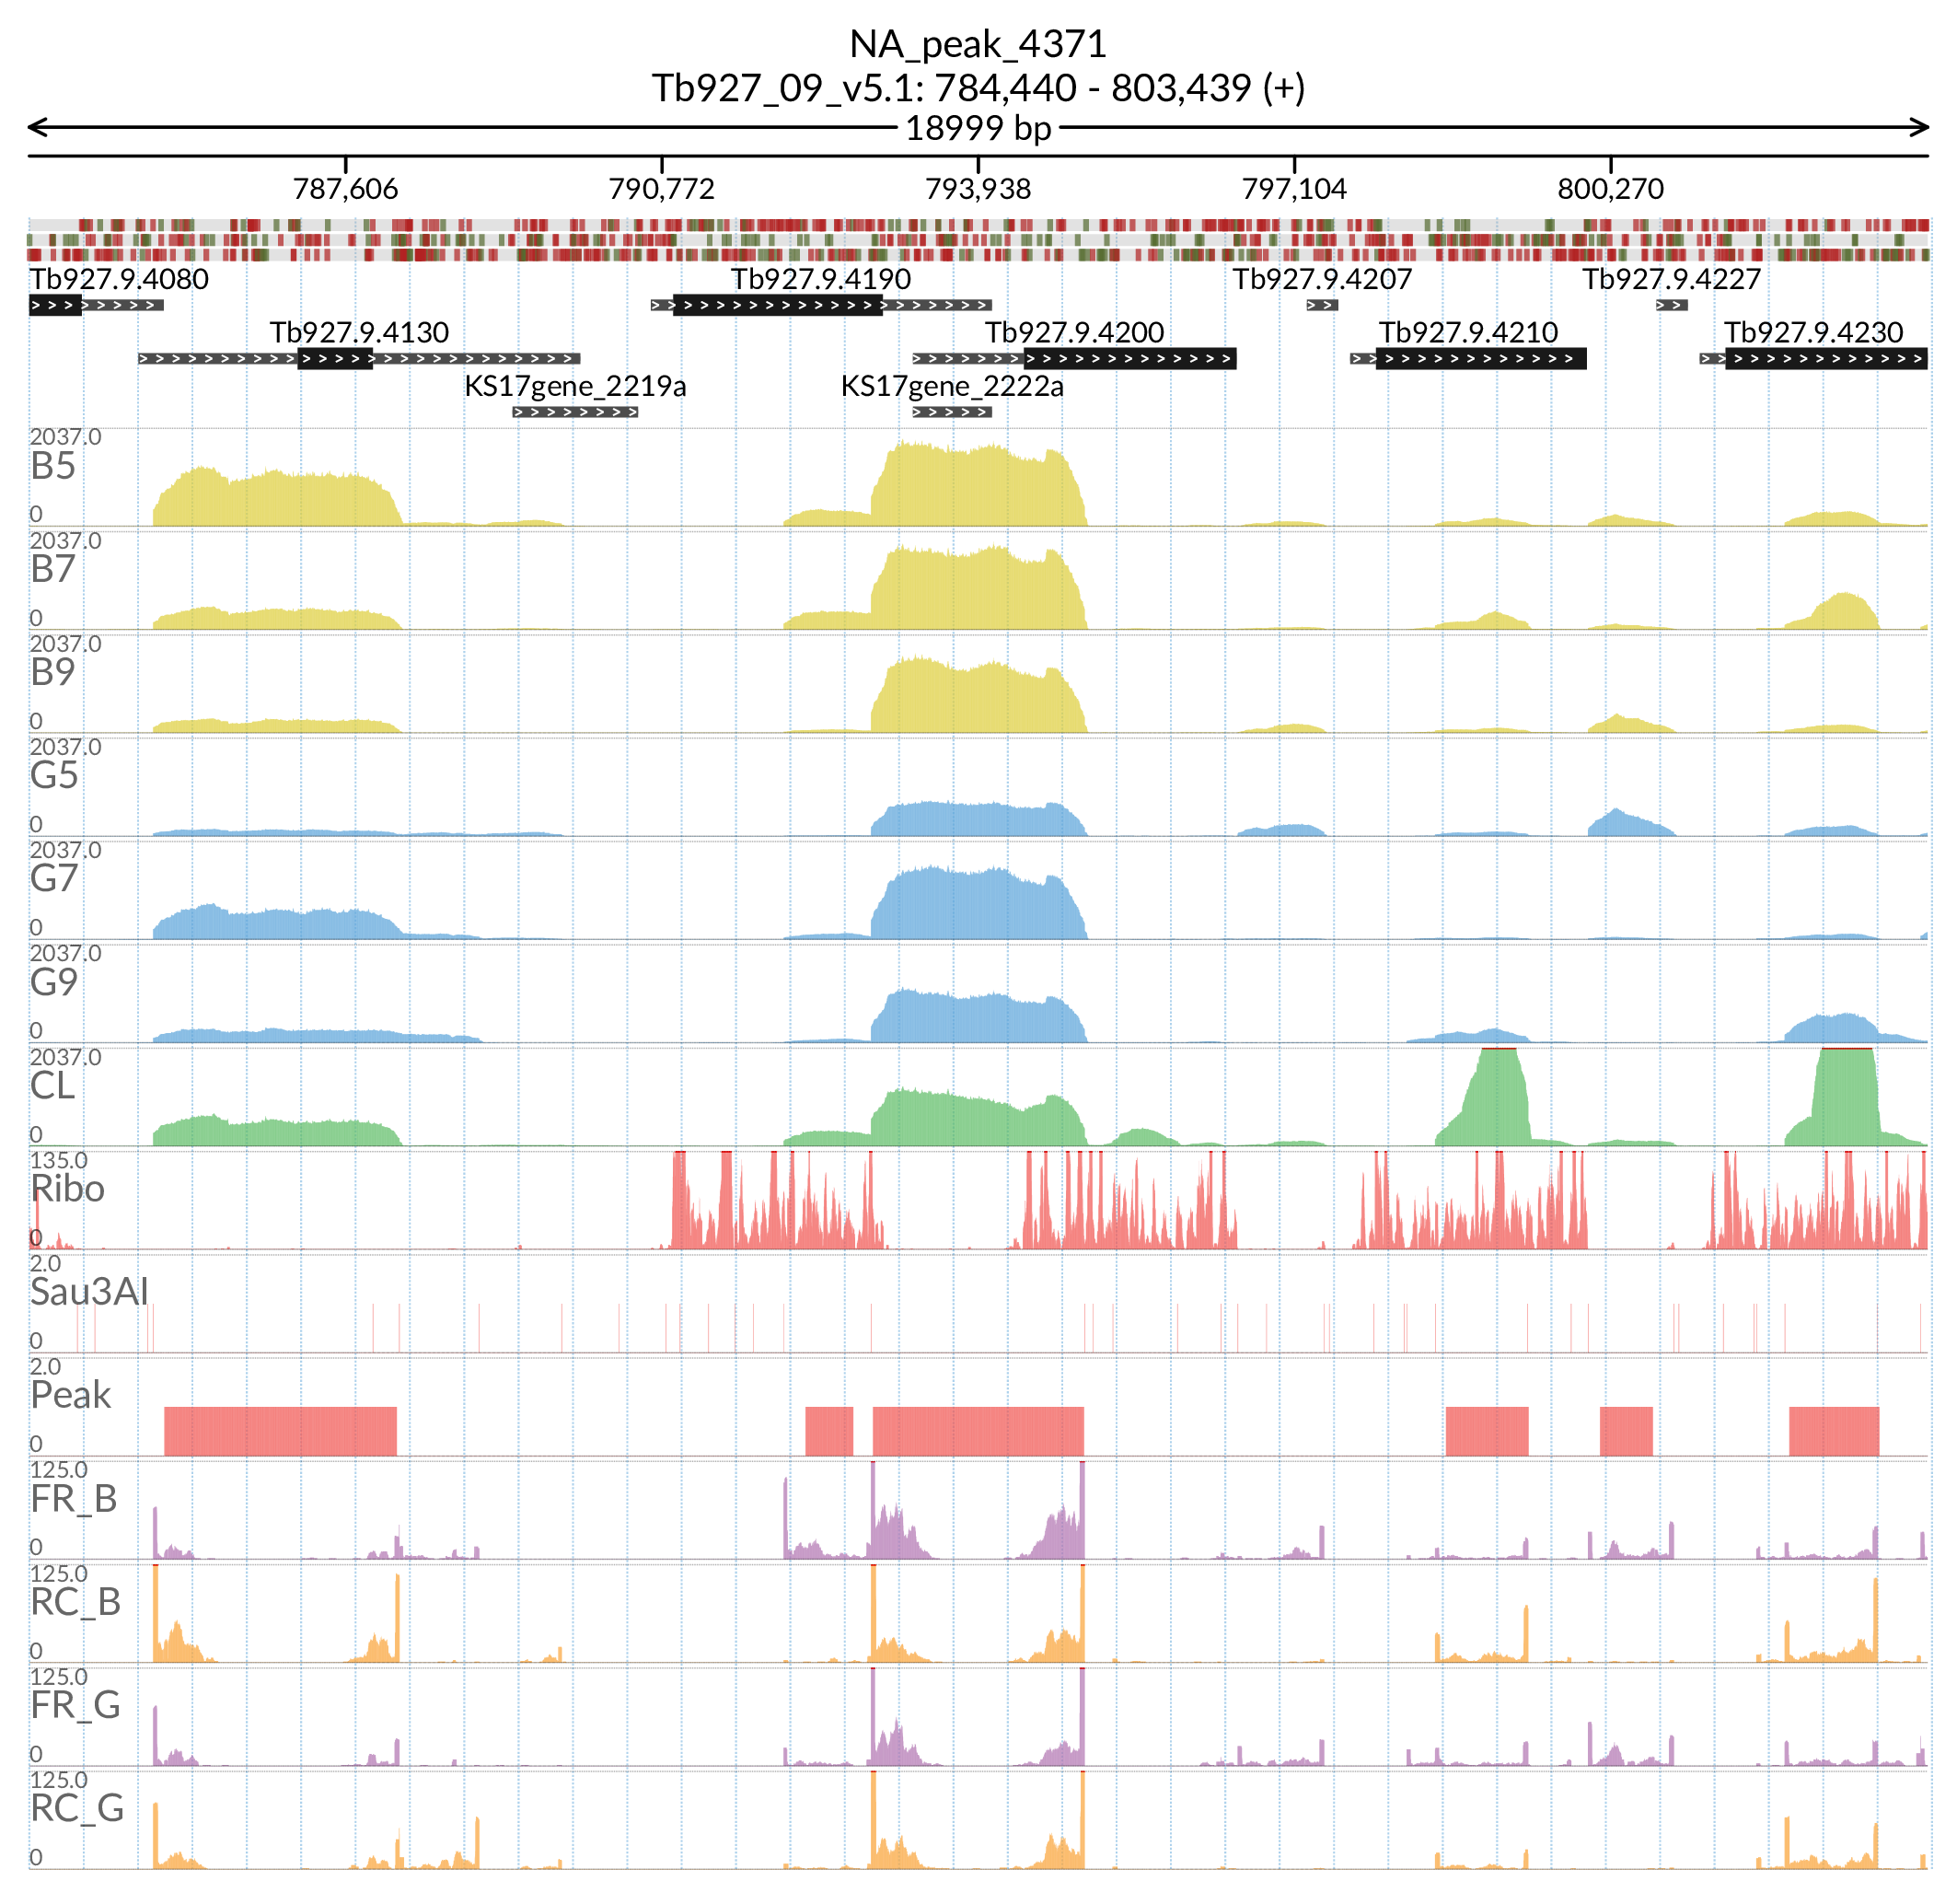 NA_peak_4371
Tb927_09_v5.1: 784,440 - 803,439 (+)
18999 bp
787,606 790,772 793,938 797,104 800,270
Tb927.9.4080 Tb927.9.4190 Tb927.9.4207 Tb927.9.4227
Tb927.9.4130 Tb927.9.4200 Tb927.9.4210 Tb927.9.4230
KS17gene_2219a KS17gene_2222a
2037.0
B5
0
2037.0
B7
0
2037.0
B9
0
2037.0
G5
0
2037.0
G7
0
2037.0
G9
0
2037.0
CL
0
135.0
Ribo
0
2.0
Sau3AI
0
2.0
Peak
0
125.0
FR_B
0
125.0
RC_B
0
125.0
FR_G
0
125.0
RC_G
0